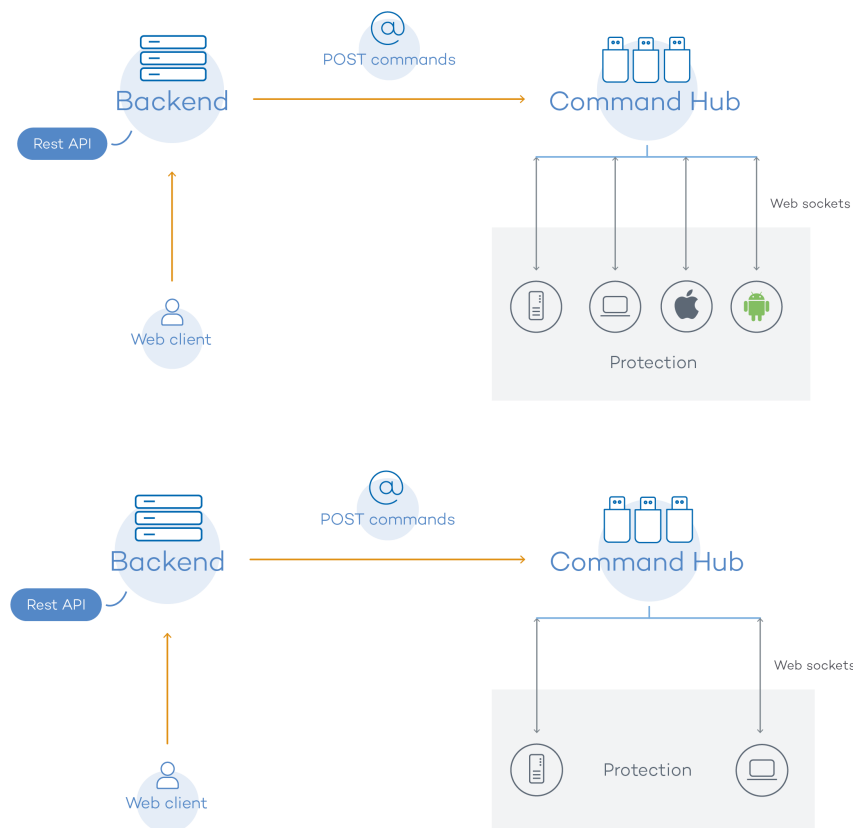 POST commands
Backend
Command Hub
Rest API
Web sockets
Web client
Protection
POST commands
Backend
Command Hub
Rest API
Web sockets
Protection
Web client